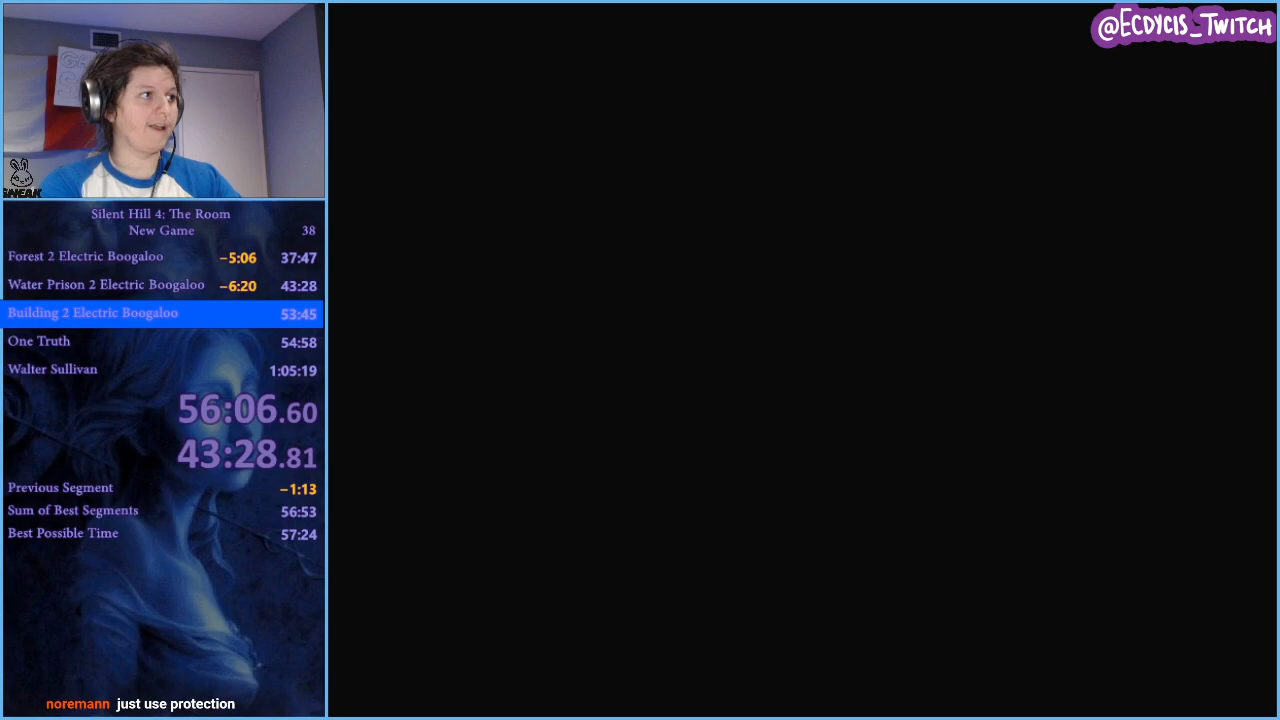 @ECDYCIS_TWITCH
SNEAK
Silent Hill 4: The Room
New Game 38
Forest 2 Electric Boogaloo −5:06 37:47
Water Prison 2 Electric Boogaloo −6:20 43:28
Building 2 Electric Boogaloo 53:45
One Truth 54:58
Walter Sullivan 1:05:19
56:06.60
43:28.81
Previous Segment −1:13
Sum of Best Segments 56:53
Best Possible Time 57:24
noremann just use protection